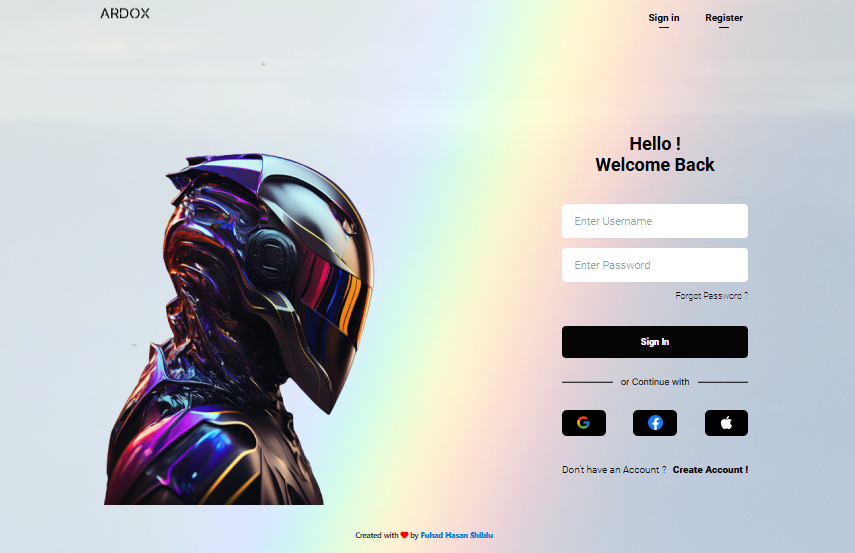 ARDOX
Sign in
Register
Hello !
Welcome Back
Enter Username
Enter Password
Forgot Password ?
Sign In
or Continue with
Don't have an Account ? Create Account !
Created with ❤ by Fuhad Hasan Shiblu